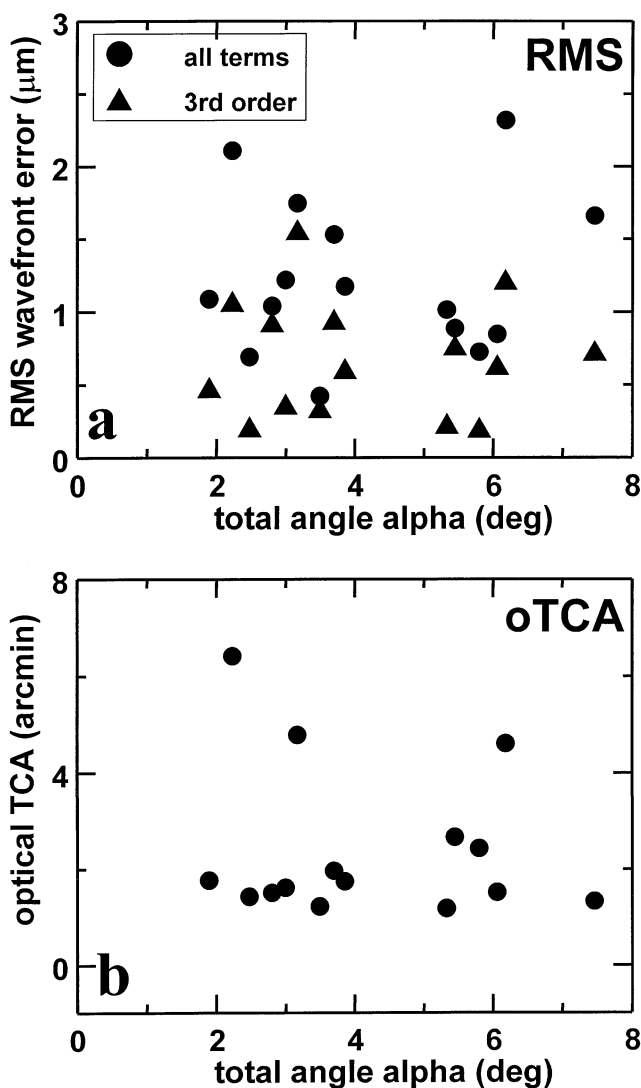 3
RMS
all terms
3rd order
2
1
0
RMS wavefront error (μm)
a
2
4
6
8
total angle alpha (deg)
8
oTCA
4
0
optical TCA (arcmin)
b
0
2
4
6
8
total angle alpha (deg)